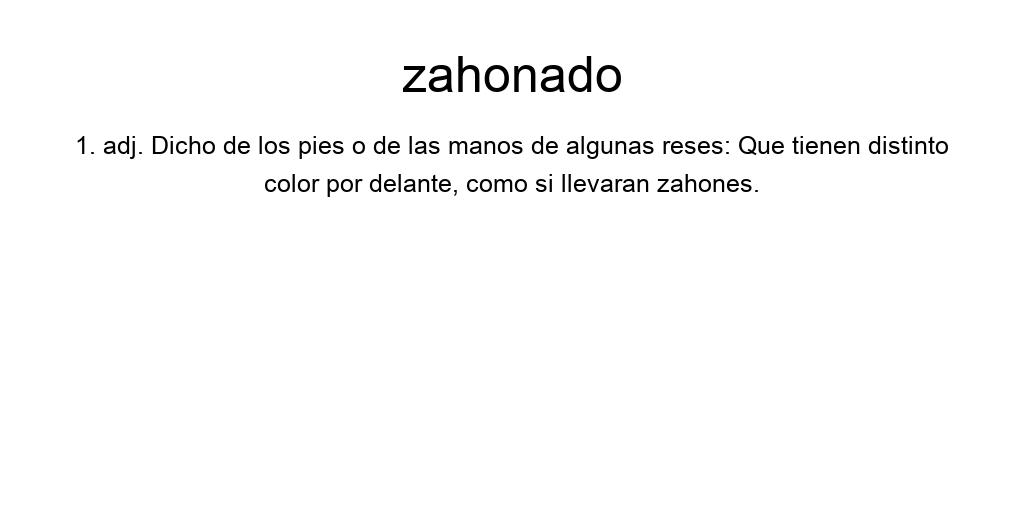 zahonado
1. adj. Dicho de los pies o de las manos de algunas reses: Que tienen distinto
color por delante, como si llevaran zahones.